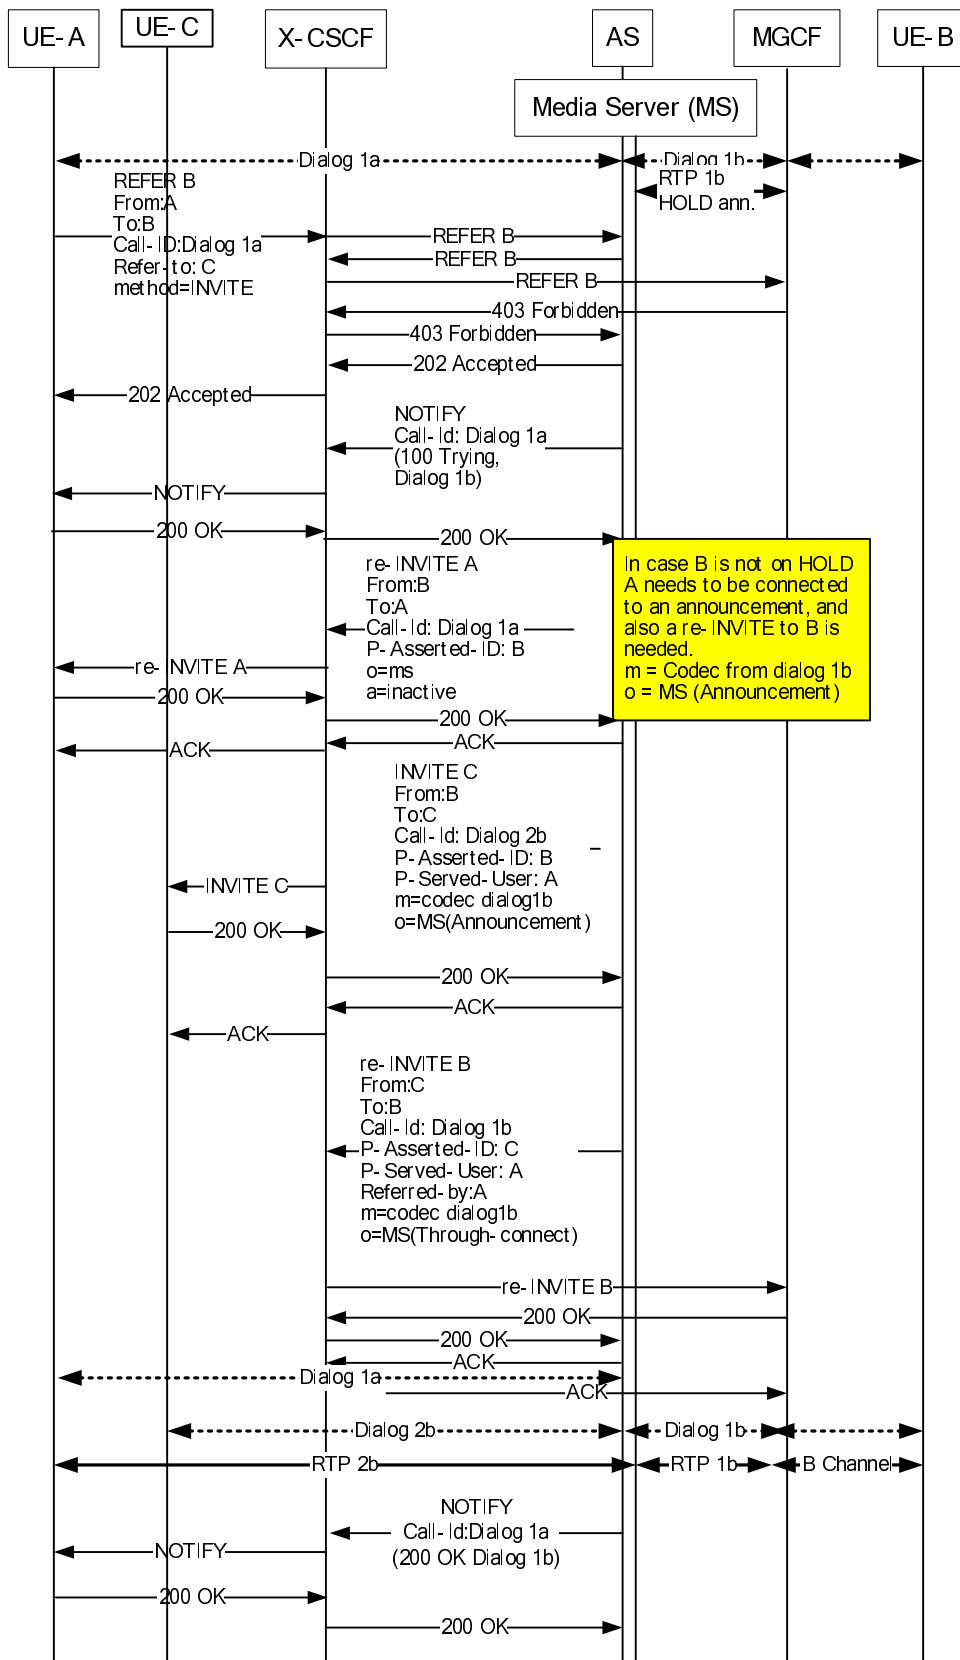 UE-A
UE-C
X-CSCF
AS
MGCF
UE-B
Media Server (MS)
Dialog 1a
Dialog 1b
RTP 1b
HOLD ann.
REFER B
From:A
To:B
Call-ID:Dialog 1a
Refer-to: C
method=INVITE
REFER B
REFER B
REFER B
403 Forbidden
403 Forbidden
202 Accepted
202 Accepted
NOTIFY
Call-Id: Dialog 1a
(100 Trying,
Dialog 1b)
NOTIFY
200 OK
200 OK
In case B is not on HOLD
A needs to be connected
to an announcement, and
also a re-INVITE to B is
needed.
m = Codec from dialog 1b
o = MS (Announcement)
re-INVITE A
From:B
To:A
Call-Id: Dialog 1a
P-Asserted-ID: B
o=ms
a=inactive
re-INVITE A
200 OK
200 OK
ACK
ACK
INVITE C
From:B
To:C
Call-Id: Dialog 2b
P-Asserted-ID: B
P-Served-User: A
m=codec dialog1b
o=MS(Announcement)
INVITE C
200 OK
200 OK
ACK
ACK
re-INVITE B
From:C
To:B
Call-Id: Dialog 1b
P-Asserted-ID: C
P-Served-User: A
Referred-by:A
m=codec dialog1b
o=MS(Through-connect)
re-INVITE B
200 OK
200 OK
ACK
Dialog 1a
ACK
Dialog 2b
Dialog 1b
RTP 2b
RTP 1b
B Channel
NOTIFY
Call-Id:Dialog 1a
(200 OK Dialog 1b)
NOTIFY
200 OK
200 OK